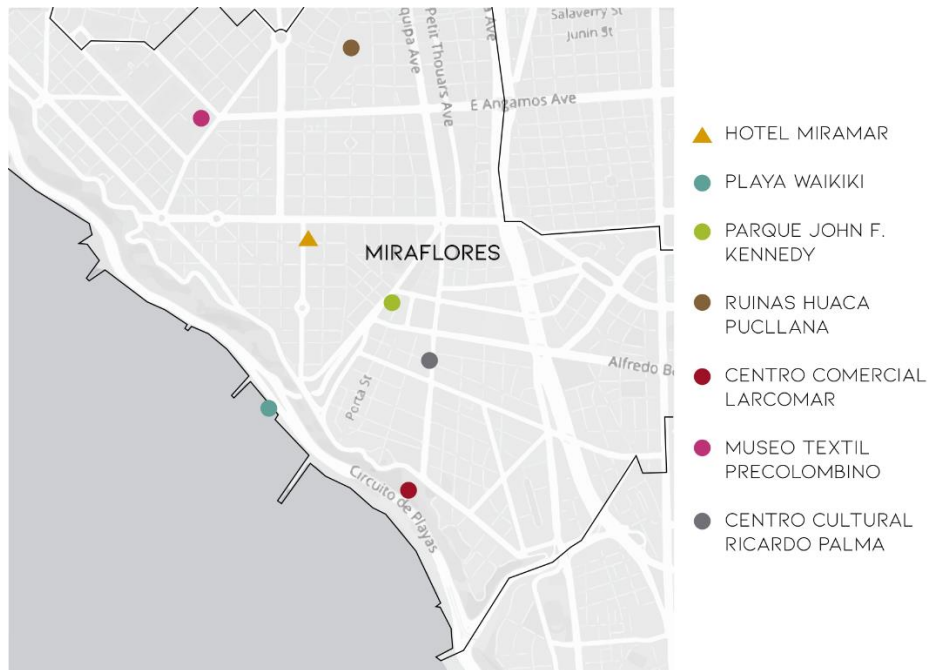 Salaverry St
Junin St
quipa Ave
Petit Thouars Ave
a Ave
E Angamos Ave
MIRAFLORES
Alfredo Be
Porta St
Circuito de Playas
HOTEL MIRAMAR
PLAYA WAIKIKI
PARQUE JOHN F.
KENNEDY
RUINAS HUACA
PUCLLANA
CENTRO COMERCIAL
LARCOMAR
MUSEO TEXTIL
PRECOLOMBINO
CENTRO CULTURAL
RICARDO PALMA